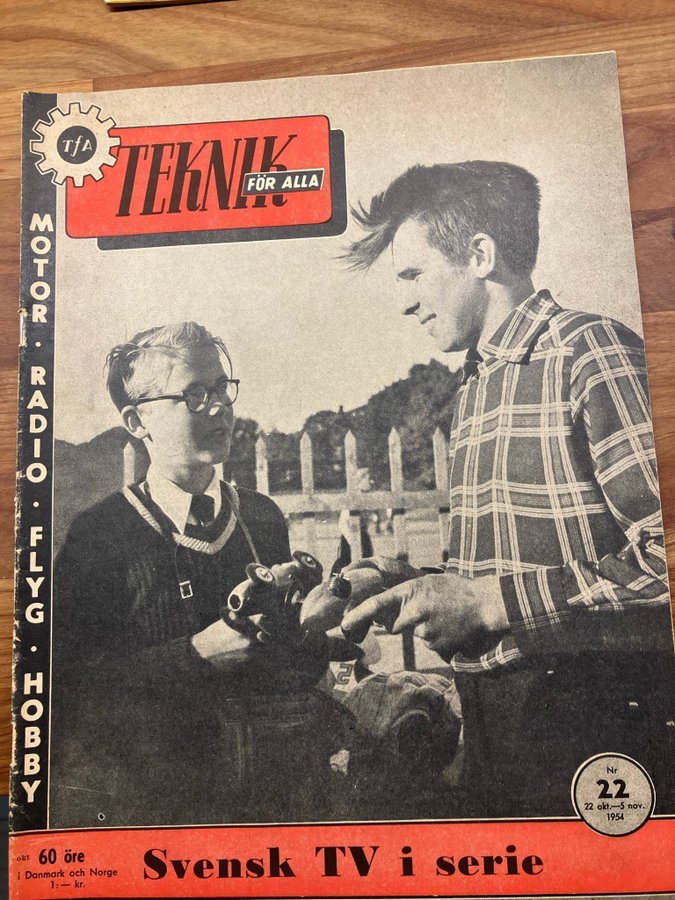 TfA
TEKNIK
FÖR ALLA
MOTOR · RADIO · FLYG · HOBBY
2
Nr
22
22 okt.—5 nov.
1954
60 öre
i Danmark och Norge
1:— kr.
Svensk TV i serie